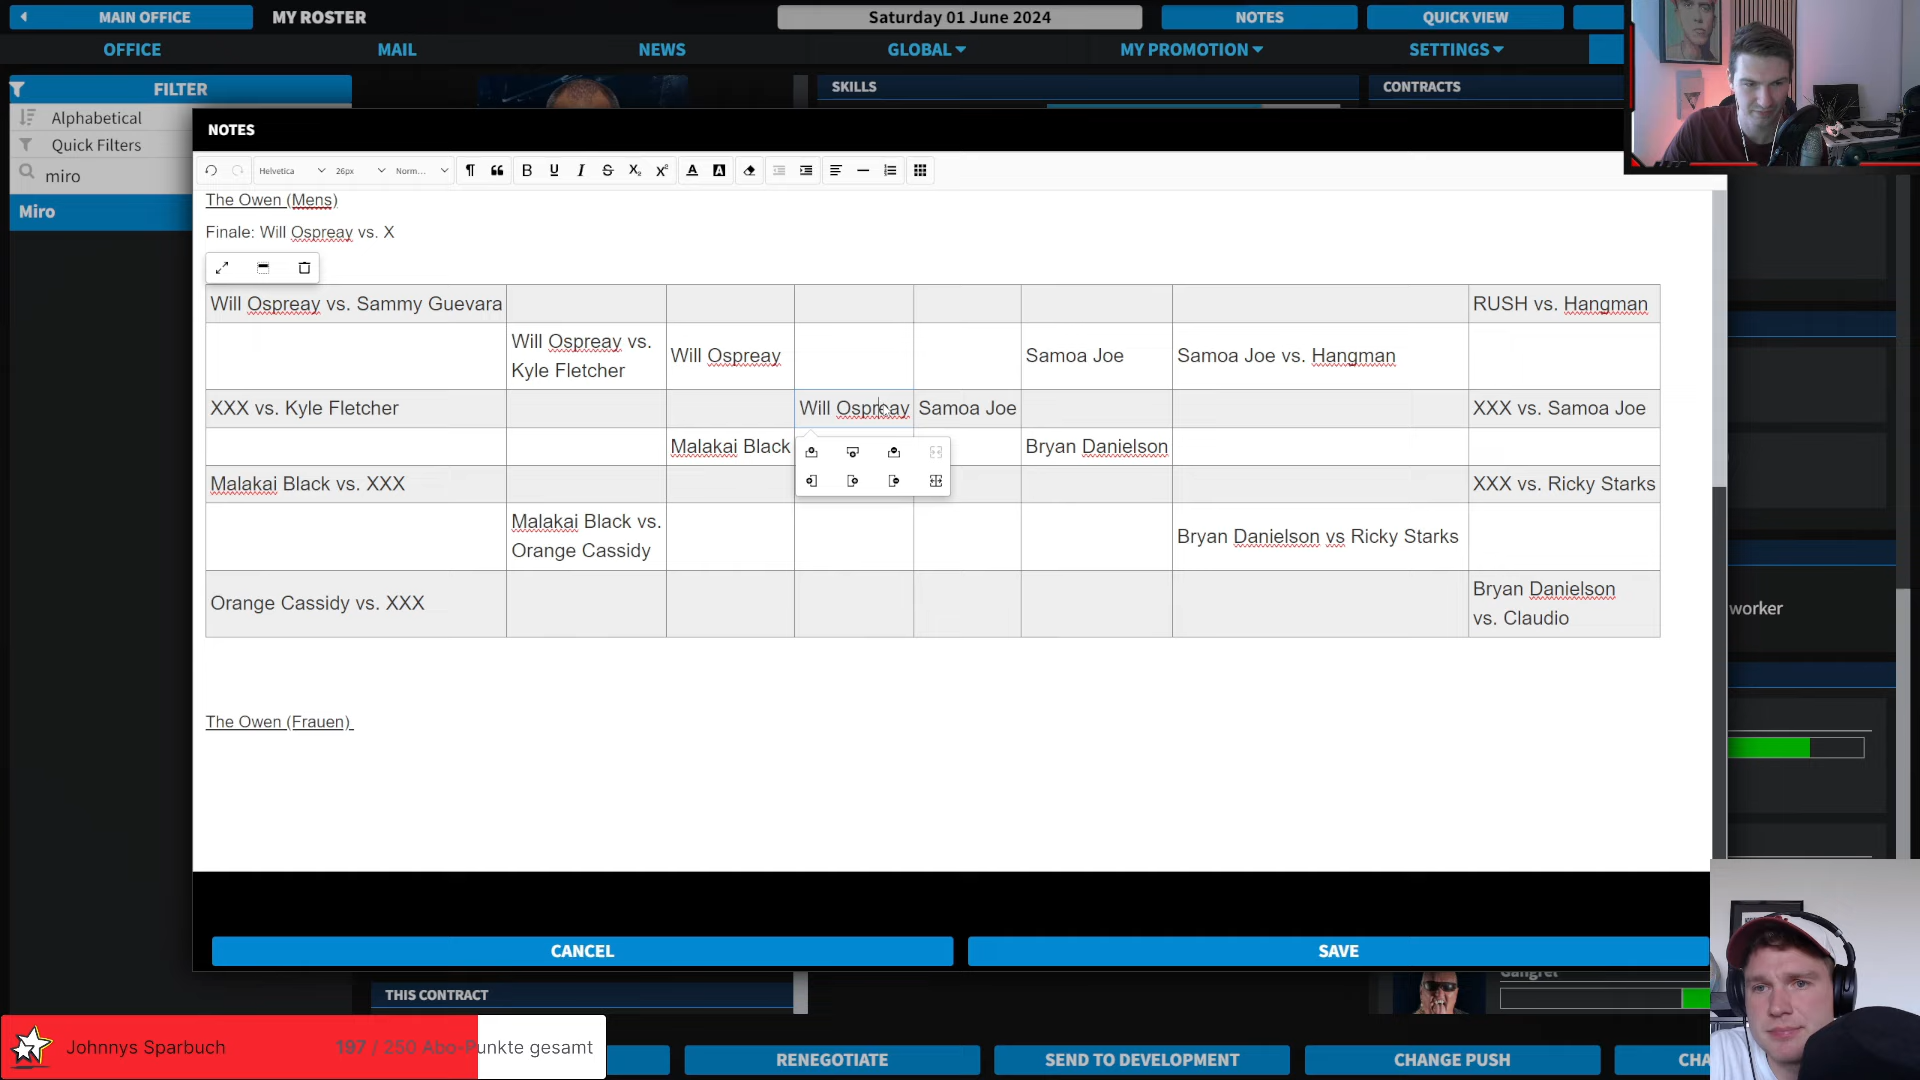 MAIN OFFICE
MY ROSTER
Saturday 01 June 2024
NOTES
QUICK VIEW
OFFICE
MAIL
NEWS
GLOBAL
MY PROMOTION
SETTINGS
FILTER
SKILLS
CONTRACTS
Alphabetical
Quick Filters
miro
Miro
NOTES
Helvetica
26px
Norm...
The Owen (Mens)
Finale: Will Ospreay vs. X
Will Ospreay vs. Sammy Guevara
RUSH vs. Hangman
Will Ospreay vs.
Kyle Fletcher
Will Ospreay
Samoa Joe
Samoa Joe vs. Hangman
XXX vs. Kyle Fletcher
Will Ospreay
Samoa Joe
XXX vs. Samoa Joe
Malakai Black
Bryan Danielson
Malakai Black vs. XXX
XXX vs. Ricky Starks
Malakai Black vs.
Orange Cassidy
Bryan Danielson vs Ricky Starks
Orange Cassidy vs. XXX
Bryan Danielson
vs. Claudio
worker
The Owen (Frauen)
CANCEL
SAVE
Gangrel
THIS CONTRACT
Johnnys Sparbuch
197 / 250 Abo-Punkte gesamt
RENEGOTIATE
SEND TO DEVELOPMENT
CHANGE PUSH
CHA